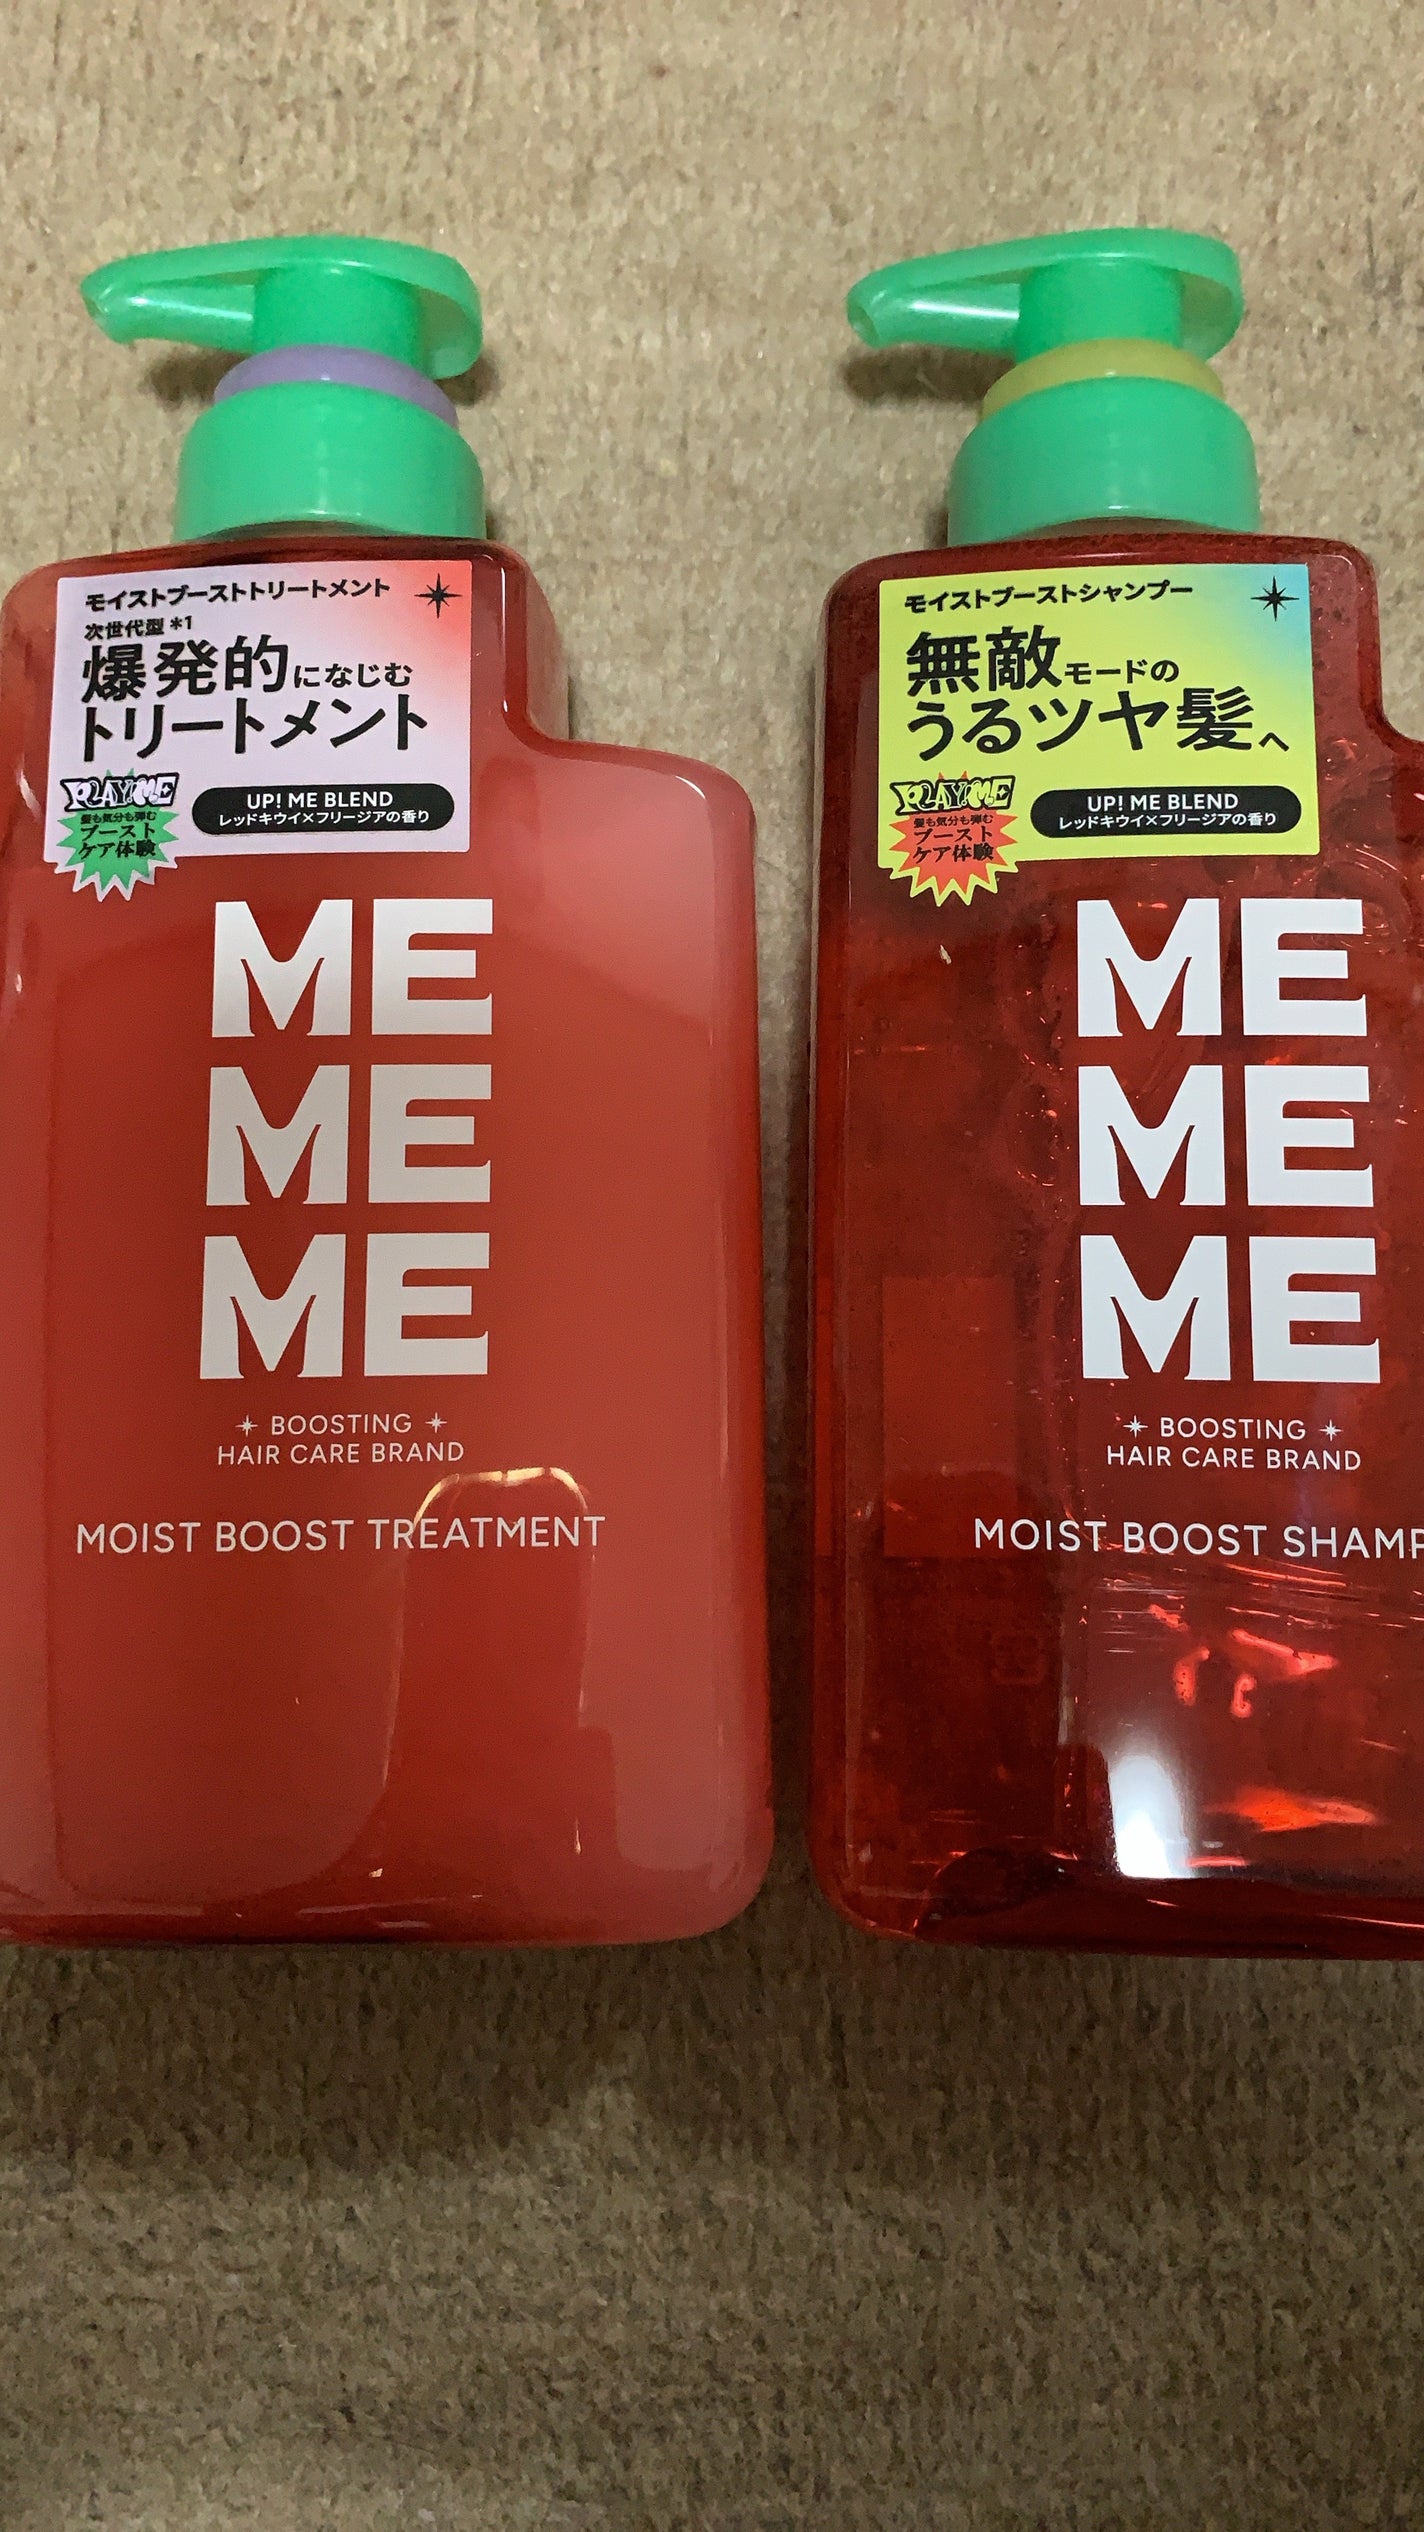 モイストブーストトリートメント
次世代型 *1
爆発的になじむ
トリートメント
PLAY!ME
髪も気分も弾む
ブースト
ケア体験
UP! ME BLEND
レッドキウイ×フリージアの香り
ME
ME
ME
BOOSTING
HAIR CARE BRAND
MOIST BOOST TREATMENT
モイストブーストシャンプー
無敵モードの
うるツヤ髪へ
PLAY!ME
髪も気分も弾む
ブースト
ケア体験
UP! ME BLEND
レッドキウイ×フリージアの香り
ME
ME
ME
BOOSTING
HAIR CARE BRAND
MOIST BOOST SHAMP